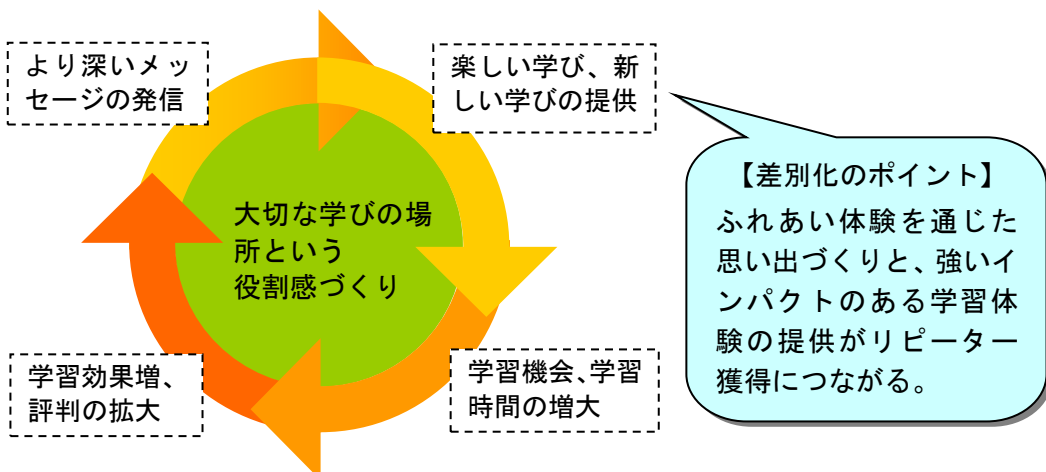 より深いメッ
セージの発信
楽しい学び、新
しい学びの提供
【差別化のポイント】
ふれあい体験を通じた
思い出づくりと、強いイ
ンパクトのある学習体
験の提供がリピーター
獲得につながる。
大切な学びの場
所という
役割感づくり
学習効果増、
評判の拡大
学習機会、学習
時間の増大